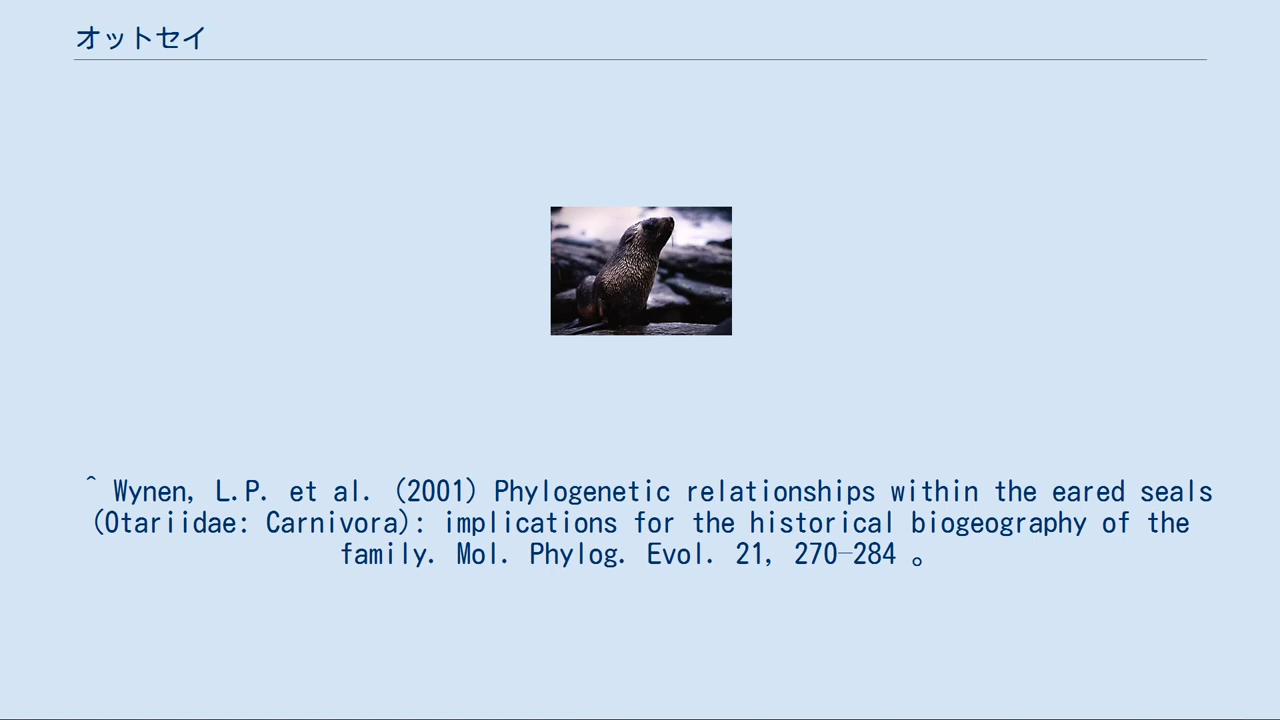 オットセイ
^ Wynen, L.P. et al. (2001) Phylogenetic relationships within the eared seals
(Otariidae: Carnivora): implications for the historical biogeography of the
family. Mol. Phylog. Evol. 21, 270–284 。